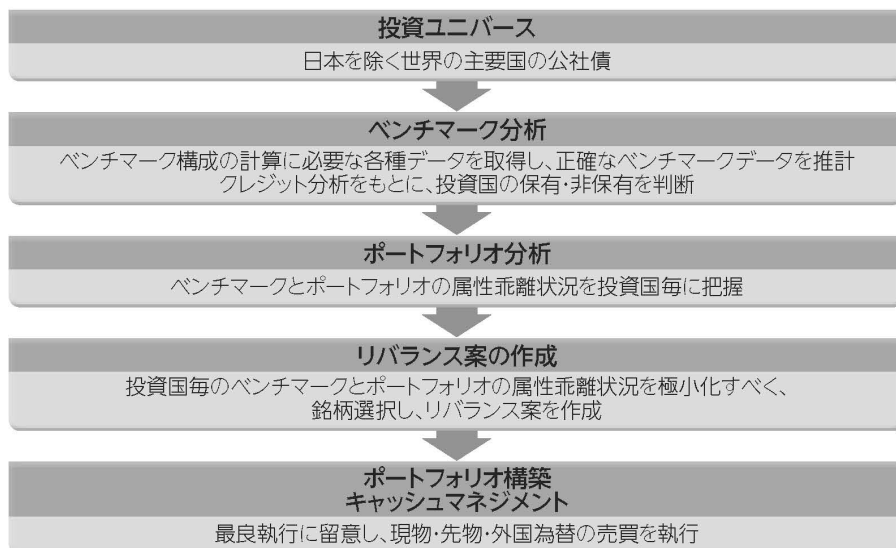 投資ユニバース
日本を除く世界の主要国の公社債
ベンチマーク分析
ベンチマーク構成の計算に必要な各種データを取得し、正確なベンチマークデータを推計
クレジット分析をもとに、投資国の保有・非保有を判断
ポートフォリオ分析
ベンチマークとポートフォリオの属性乖離状況を投資国毎に把握
リバランス案の作成
投資国毎のベンチマークとポートフォリオの属性乖離状況を極小化すべく、
銘柄選択し、リバランス案を作成
ポートフォリオ構築
キャッシュマネジメント
最良執行に留意し、現物・先物・外国為替の売買を執行